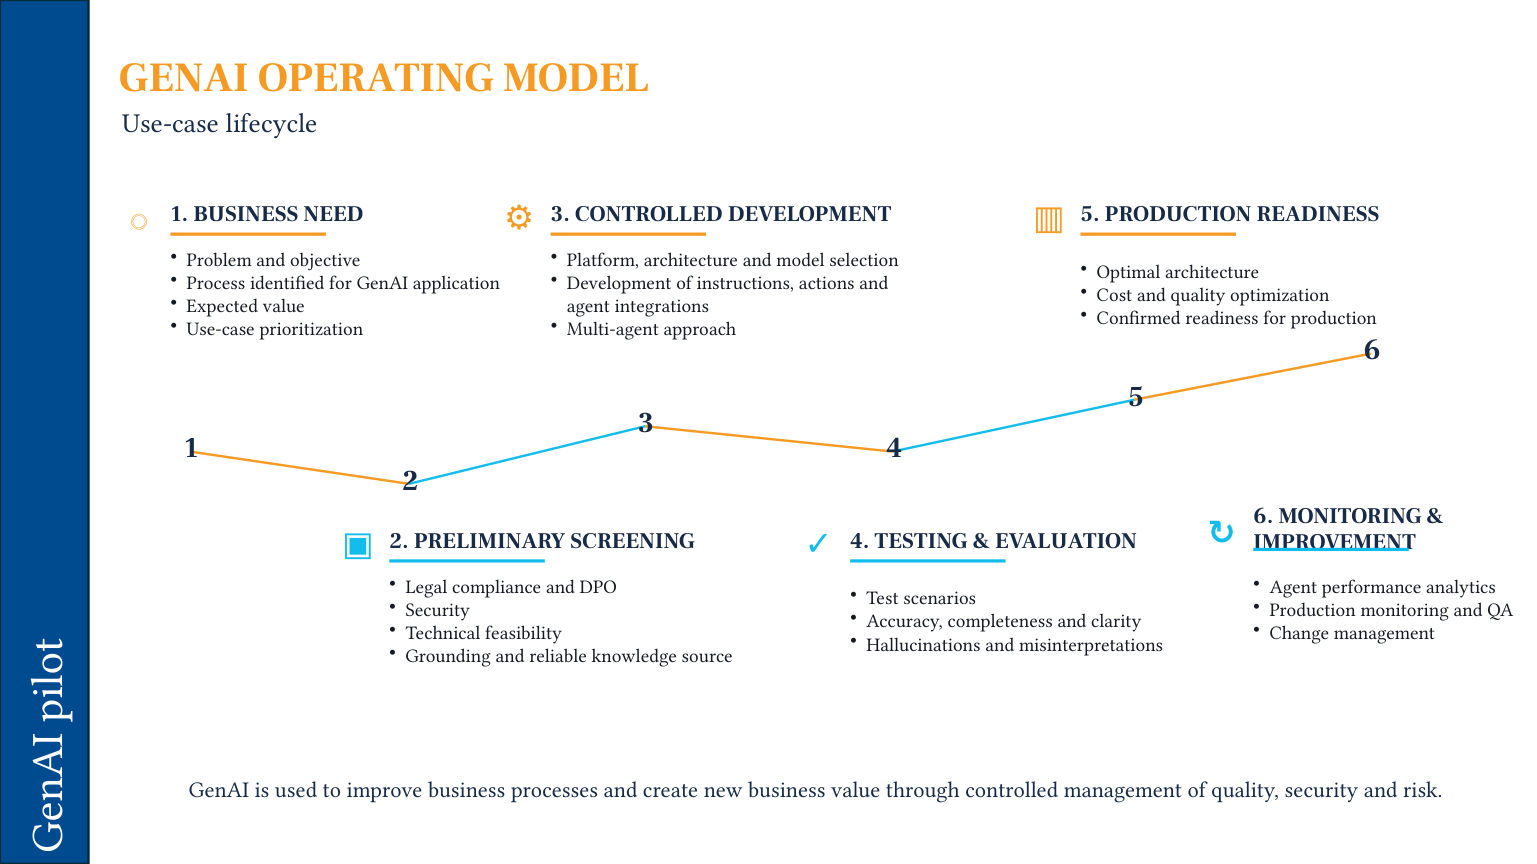 GENAI OPERATING MODEL
Use-case lifecycle
1. BUSINESS NEED
• Problem and objective
• Process identified for GenAI application
• Expected value
• Use-case prioritization
3. CONTROLLED DEVELOPMENT
• Platform, architecture and model selection
• Development of instructions, actions and
agent integrations
• Multi-agent approach
5. PRODUCTION READINESS
• Optimal architecture
• Cost and quality optimization
• Confirmed readiness for production
1
2
3
4
5
6
2. PRELIMINARY SCREENING
• Legal compliance and DPO
• Security
• Technical feasibility
• Grounding and reliable knowledge source
4. TESTING & EVALUATION
• Test scenarios
• Accuracy, completeness and clarity
• Hallucinations and misinterpretations
6. MONITORING &
IMPROVEMENT
• Agent performance analytics
• Production monitoring and QA
• Change management
GenAI is used to improve business processes and create new business value through controlled management of quality, security and risk.
GenAI pilot